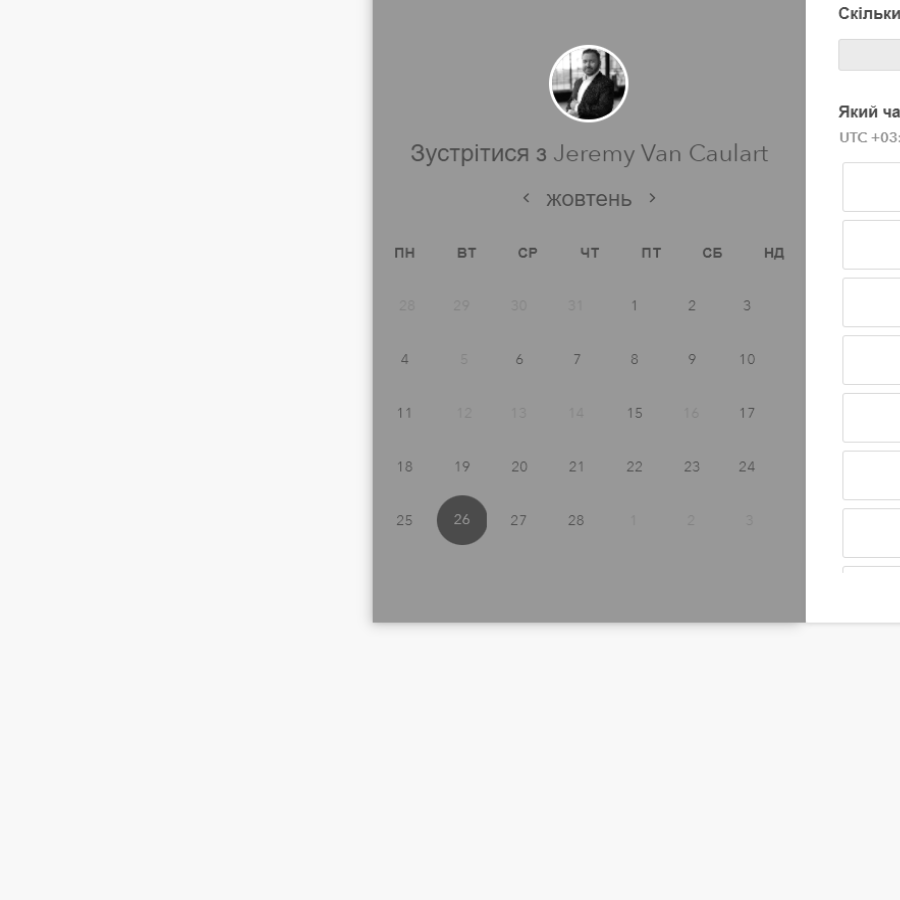 Скільки
Який ча
UTC +03:
Зустрітися з Jeremy Van Caulart
жовтень
ПН ВТ СР ЧТ ПТ СБ НД
28 29 30 31 1 2 3
4 5 6 7 8 9 10
11 12 13 14 15 16 17
18 19 20 21 22 23 24
25 26 27 28 1 2 3